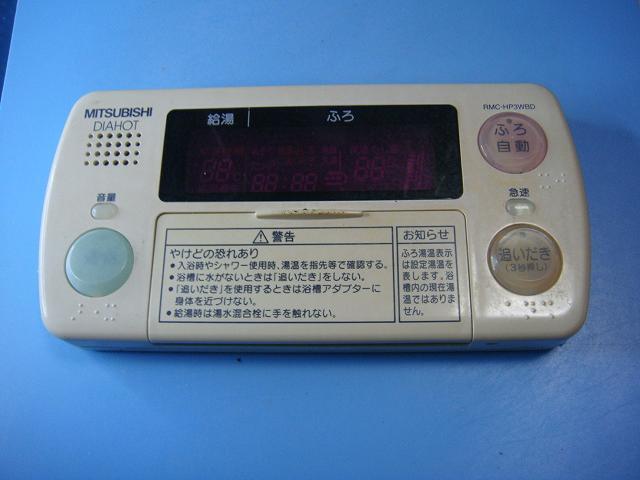 MITSUBISHI
DIAHOT
給湯
ふろ
RMC-HP3WBD
ふろ
自動
音量
急速
追いだき
(3秒押し)
⚠警告
やけどの恐れあり
●入浴時やシャワー使用時、湯温を指先等で確認する。
●浴槽に水がないときは「追いだき」をしない。
●「追いだき」を使用するときは浴槽アダプターに
身体を近づけない。
●給湯時は湯水混合栓に手を触れない。
お知らせ
ふろ湯温表示
は設定湯温を
表します。浴
槽内の現在湯
温ではありま
せん。